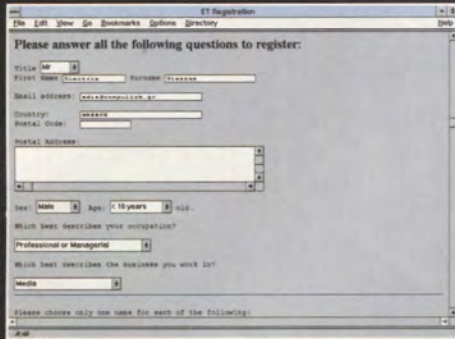 ET Registration
File Edit View Go Bookmarks Options Directory Help
Please answer all the following questions to register:
Title Mr
First Name Surname
Email address:
Country:
Postal Code:
Postal Address:
Sex: Male Age: < 10 years old.
Which best describes your occupation?
Professional or Managerial
Which best describes the business you work in?
Media
Please choose only one name for each of the following: